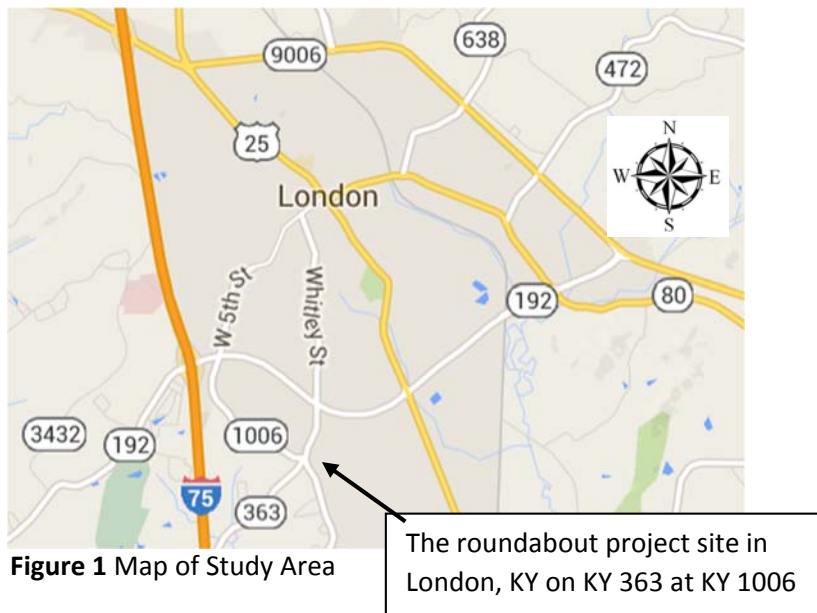 638
9006
472
25
N
W E
S
London
W 5th St
Whitley St
192
80
3432
192
1006
75
363
Figure 1 Map of Study Area
The roundabout project site in
London, KY on KY 363 at KY 1006